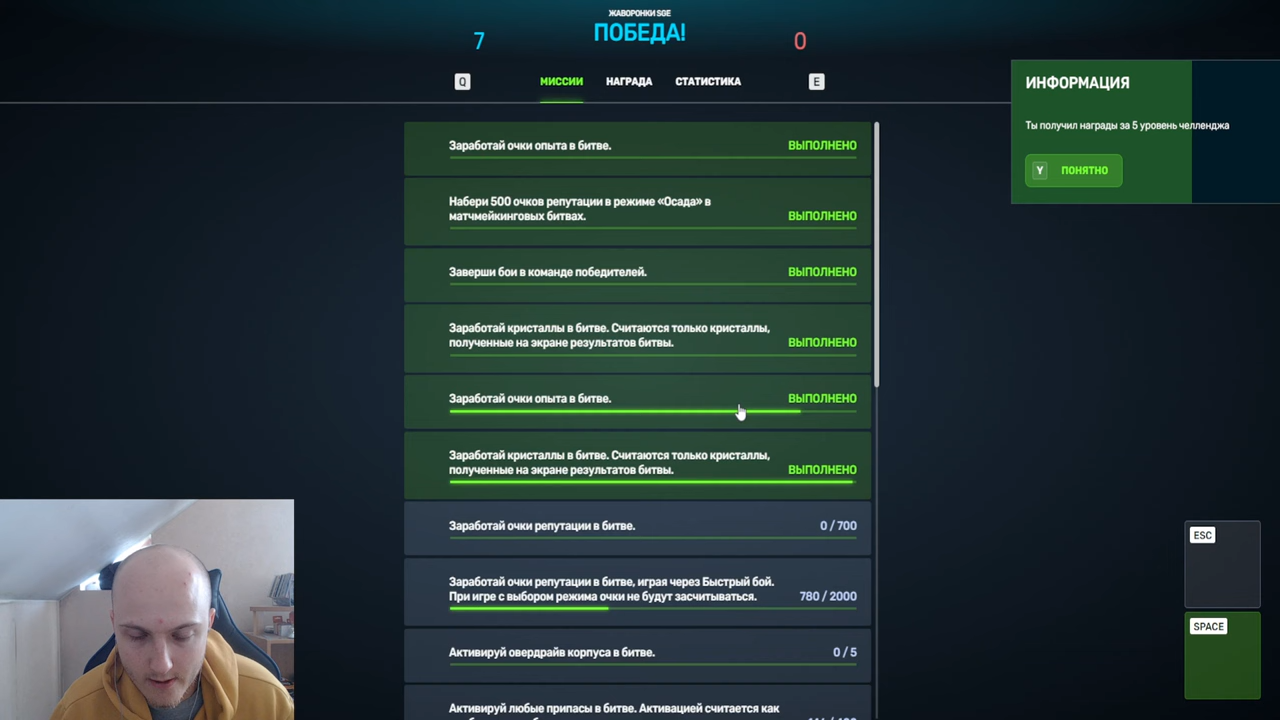 ЖАВОРОНКИ SGE
7
ПОБЕДА!
0
Q
МИССИИ
НАГРАДА
СТАТИСТИКА
E
ИНФОРМАЦИЯ
Ты получил награды за 5 уровень челленджа
Y ПОНЯТНО
Заработай очки опыта в битве.
ВЫПОЛНЕНО
Набери 500 очков репутации в режиме «Осада» в
матчмейкинговых битвах.
ВЫПОЛНЕНО
Заверши бои в команде победителей.
ВЫПОЛНЕНО
Заработай кристаллы в битве. Считаются только кристаллы,
полученные на экране результатов битвы.
ВЫПОЛНЕНО
Заработай очки опыта в битве.
ВЫПОЛНЕНО
Заработай кристаллы в битве. Считаются только кристаллы,
полученные на экране результатов битвы.
ВЫПОЛНЕНО
Заработай очки репутации в битве.
0 / 700
Заработай очки репутации в битве, играя через Быстрый бой.
При игре с выбором режима очки не будут засчитываться.
780 / 2000
Активируй овердрайв корпуса в битве.
0 / 5
Активируй любые припасы в битве. Активацией считается как
ESC
SPACE